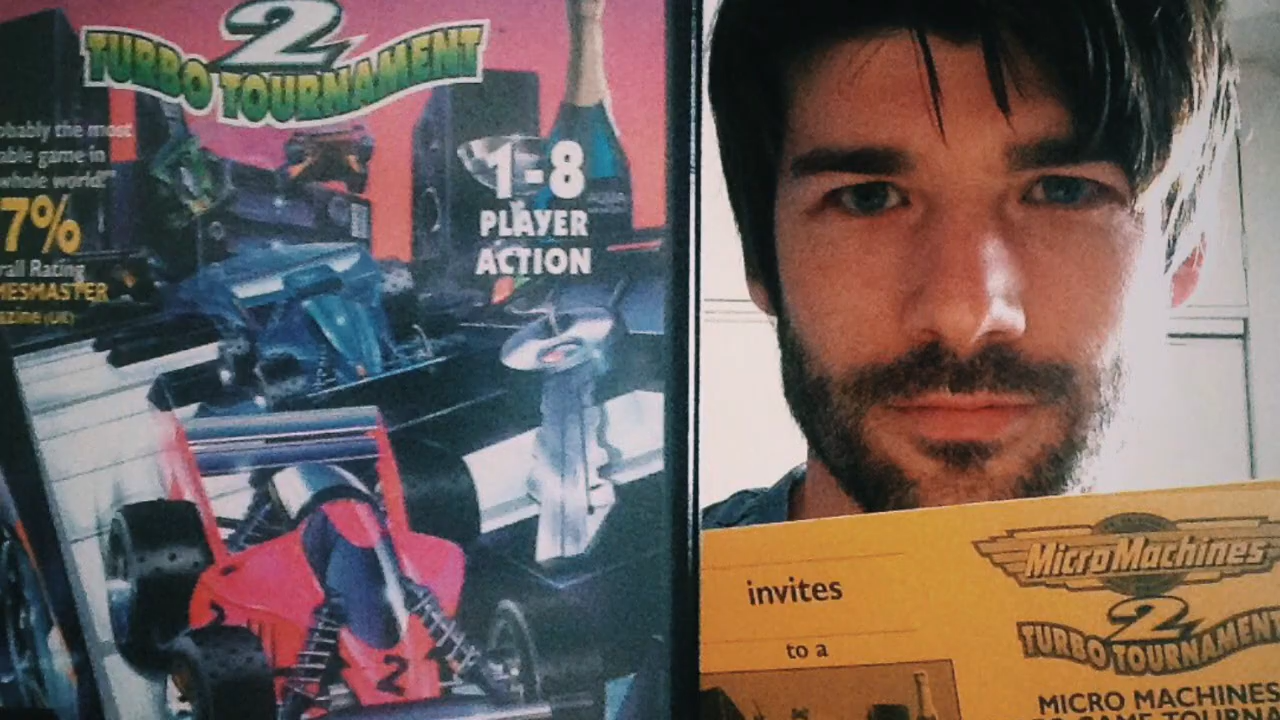 2
TURBO TOURNAMENT
obably the most
able game in
whole world!"
7%
rall Rating
MESMASTER
azine (UK)
1-8
PLAYER
ACTION
2
invites
to a
MicroMachines
2
TURBO TOURNAMENT
MICRO MACHINES